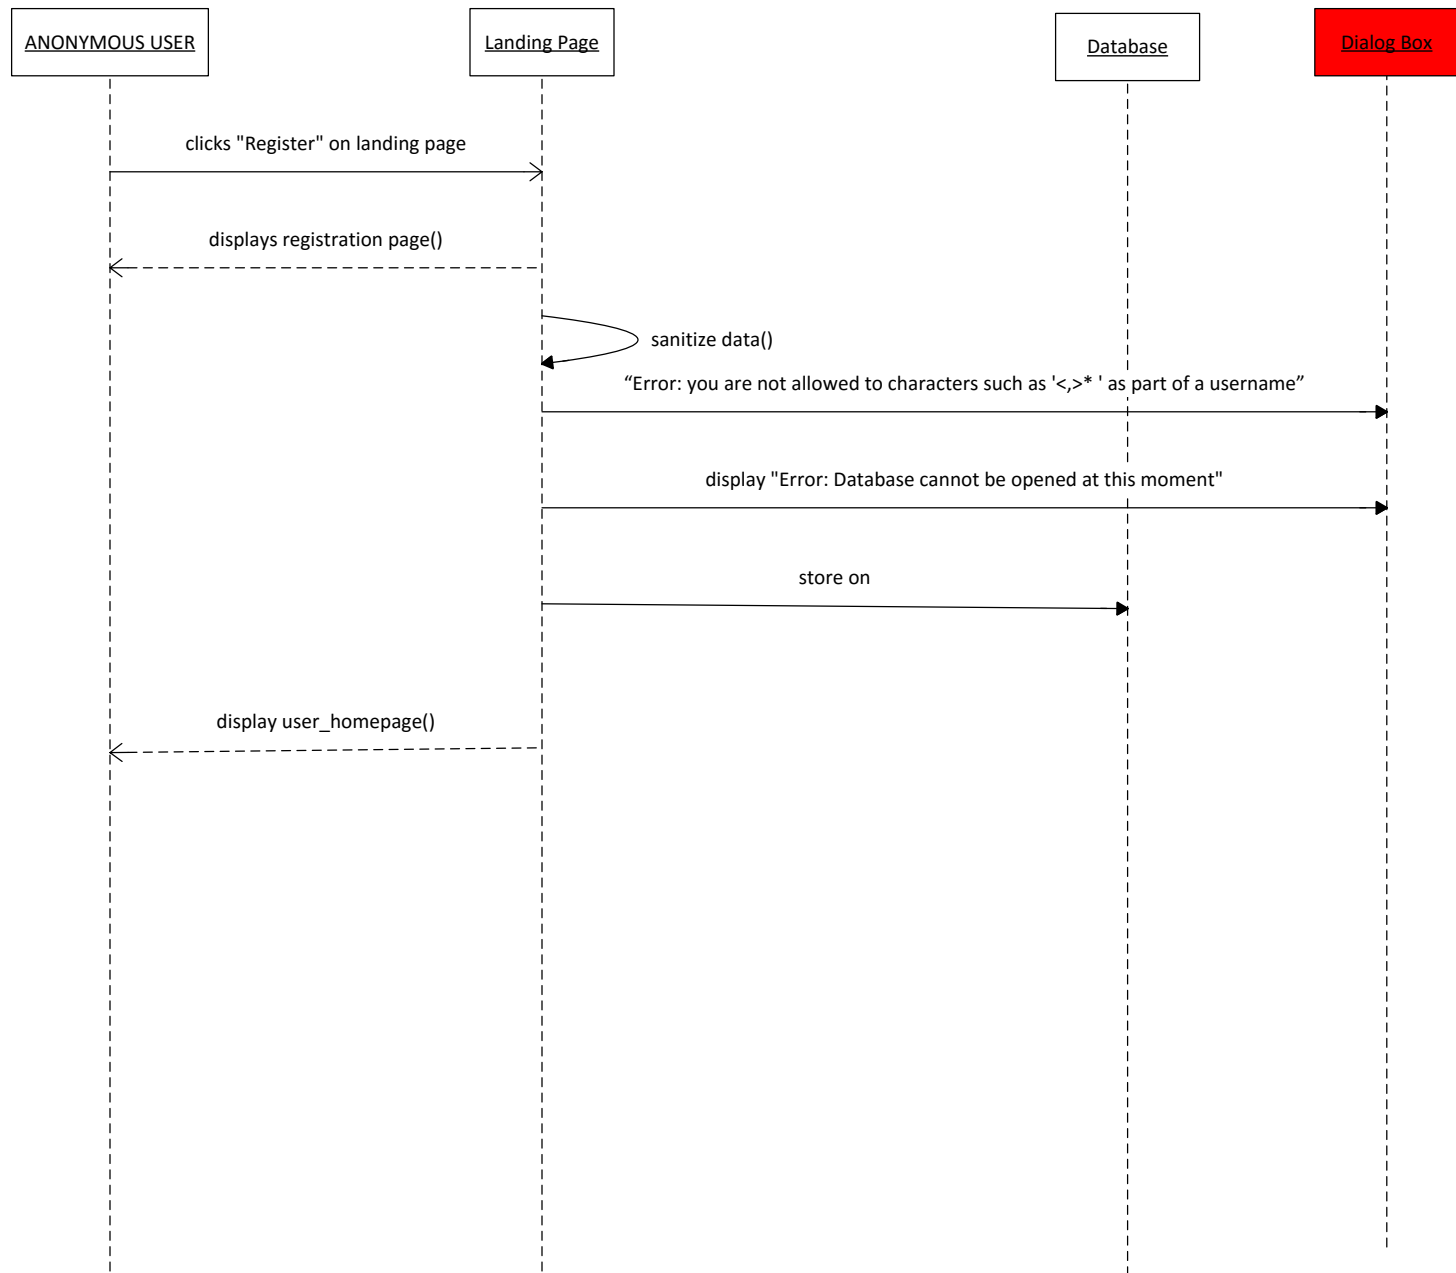 ANONYMOUS USER
Landing Page
Database
Dialog Box
clicks "Register" on landing page
displays registration page()
sanitize data()
“Error: you are not allowed to characters such as '<,>* ' as part of a username”
display "Error: Database cannot be opened at this moment"
store on
display user_homepage()